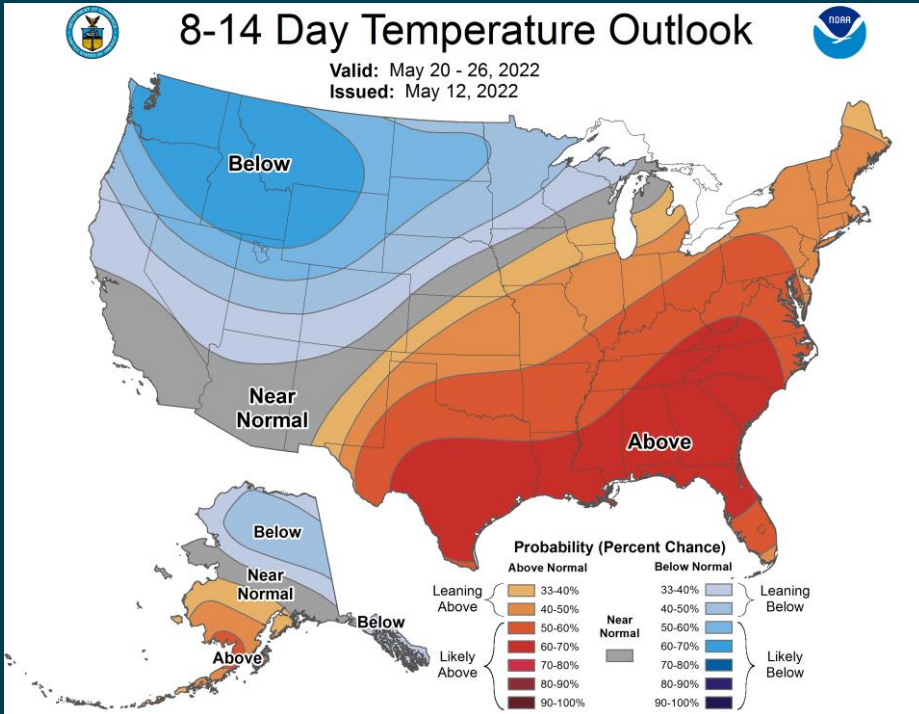 8-14 Day Temperature Outlook
NOAA
Valid: May 20 - 26, 2022
Issued: May 12, 2022
Below
Near
Normal
Above
Below
Near
Normal
Above
Below
Probability (Percent Chance)
Above Normal
Below Normal
Leaning
Above
33-40%
40-50%
Likely
Above
50-60%
60-70%
70-80%
80-90%
90-100%
Near
Normal
33-40%
40-50%
Leaning
Below
50-60%
60-70%
70-80%
80-90%
90-100%
Likely
Below